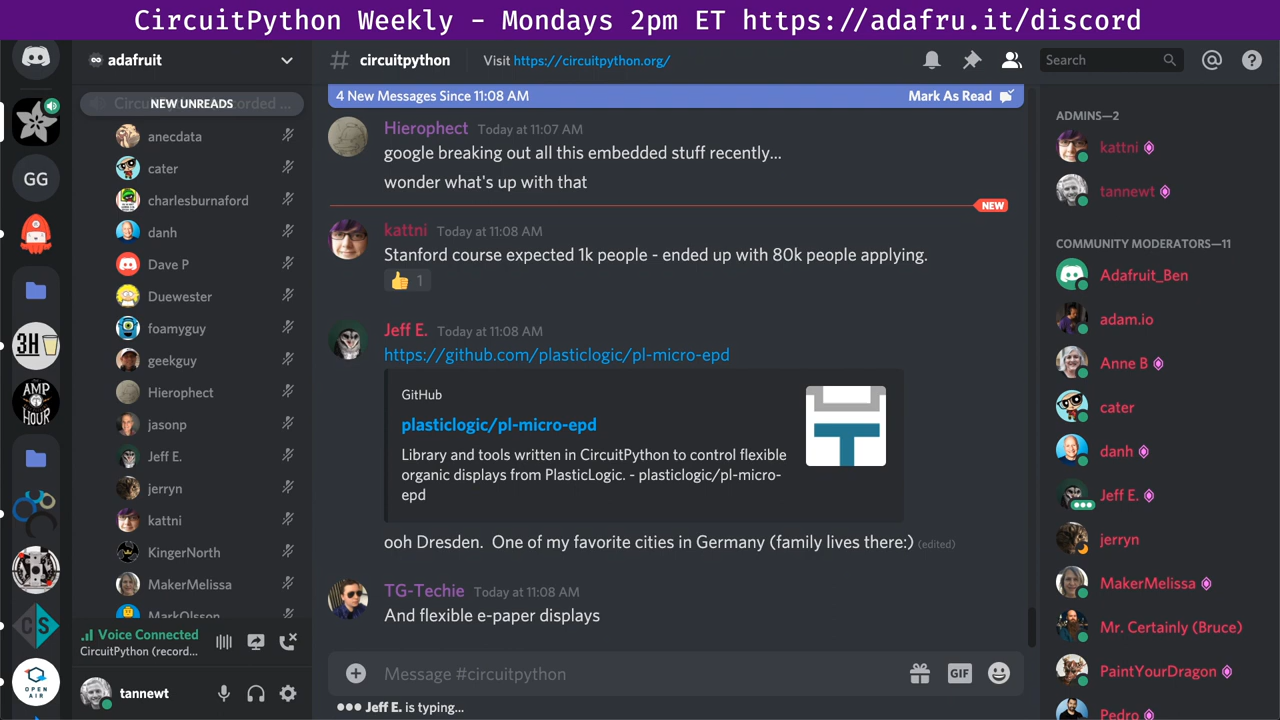 CircuitPython Weekly - Mondays 2pm ET https://adafru.it/discord
adafruit
# circuitpython
Visit https://circuitpython.org/
Search
NEW UNREADS
4 New Messages Since 11:08 AM
Mark As Read
anecdata
cater
charlesburnaford
danh
Dave P
Duewester
foamyguy
geekguy
Hierophect
jasonp
Jeff E.
jerryn
kattni
KingerNorth
MakerMelissa
MarkOlsson
Voice Connected
CircuitPython (record...
tannewt
GG
3H
THE
AMP
HOUR
CS
OPEN
AIR
Hierophect Today at 11:07 AM
google breaking out all this embedded stuff recently...
wonder what's up with that
NEW
kattni Today at 11:08 AM
Stanford course expected 1k people - ended up with 80k people applying.
👍 1
Jeff E. Today at 11:08 AM
https://github.com/plasticlogic/pl-micro-epd
GitHub
plasticlogic/pl-micro-epd
Library and tools written in CircuitPython to control flexible
organic displays from PlasticLogic. - plasticlogic/pl-micro-
epd
ooh Dresden. One of my favorite cities in Germany (family lives there:) (edited)
TG-Techie Today at 11:08 AM
And flexible e-paper displays
Message #circuitpython
GIF
Jeff E. is typing...
ADMINS—2
kattni
tannewt
COMMUNITY MODERATORS—11
Adafruit_Ben
adam.io
Anne B
cater
danh
Jeff E.
jerryn
MakerMelissa
Mr. Certainly (Bruce)
PaintYourDragon
Pedro